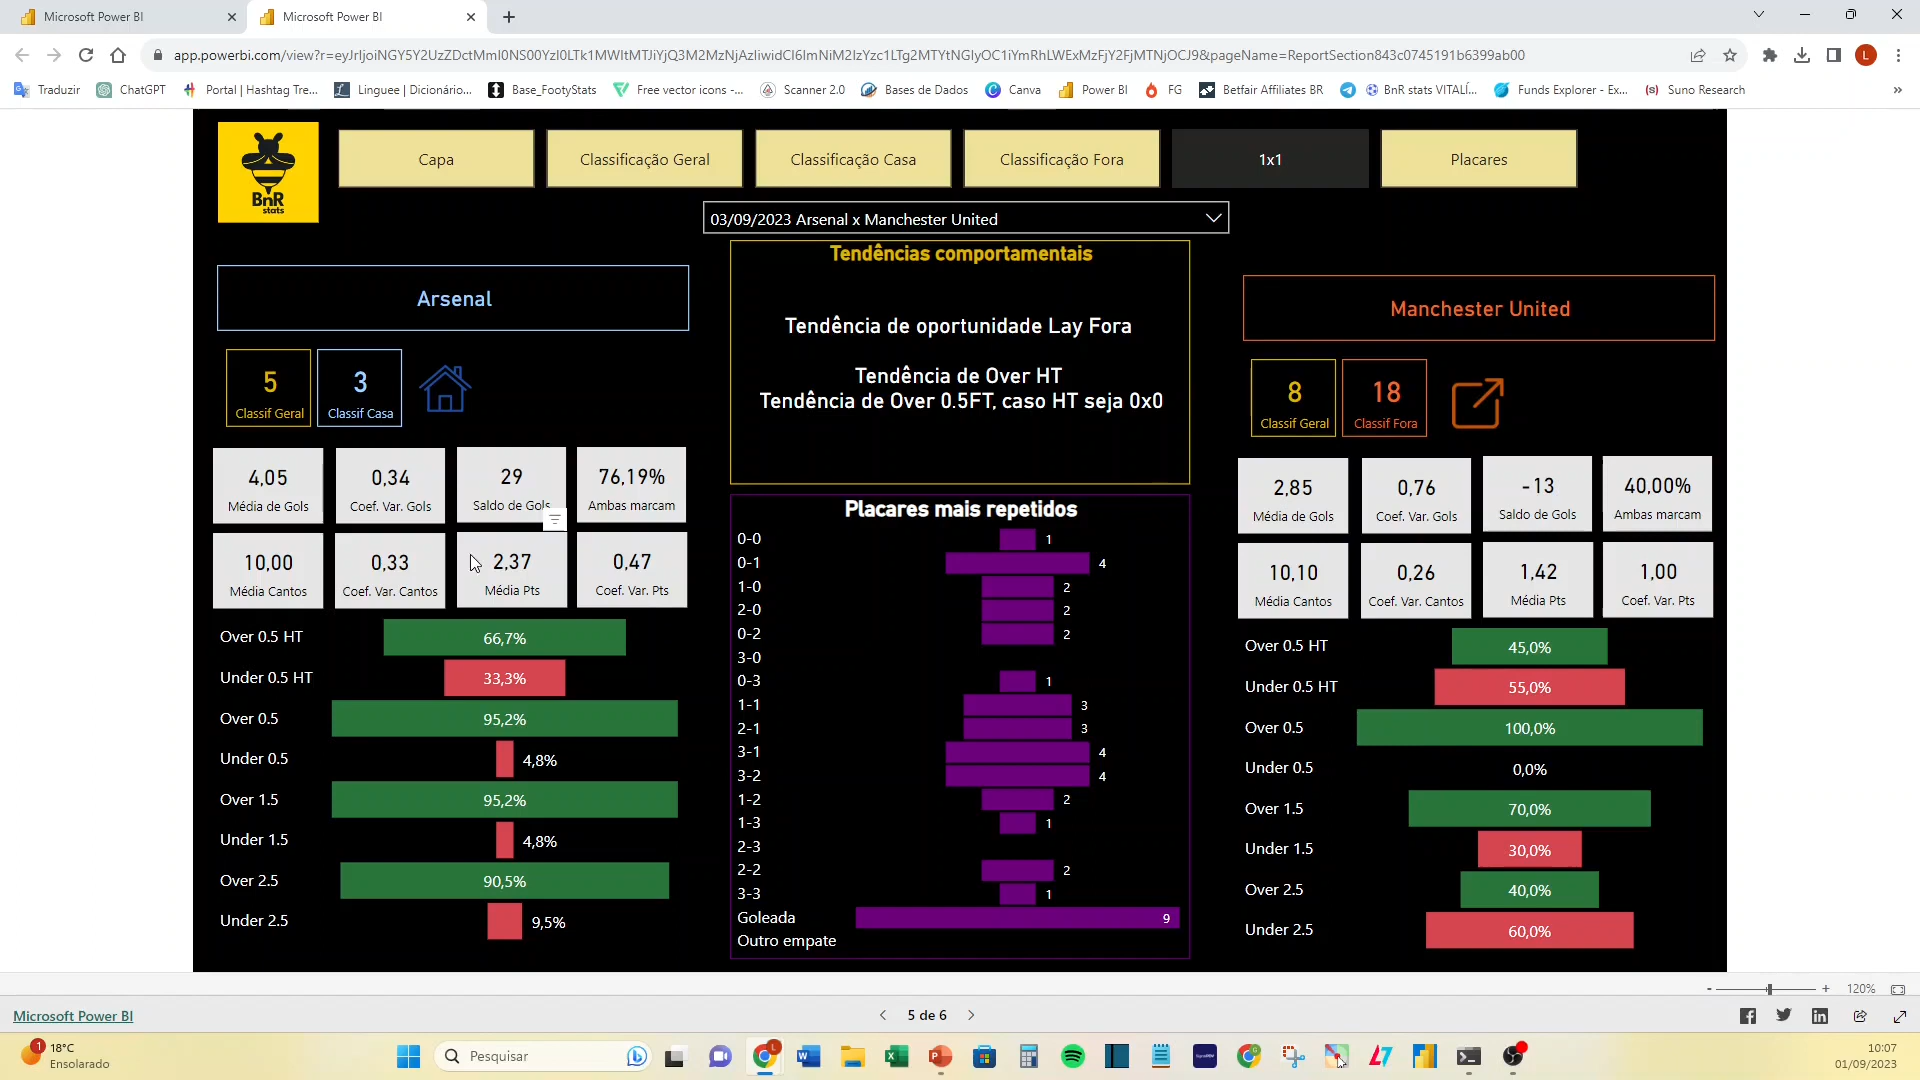 Microsoft Power BI
Microsoft Power BI
app.powerbi.com/view?r=eyJrIjoiNGY5Y2UzZDctMmI0NS00YzI0LTk1MWItMTJiYjQ3M2MzNjAzIiwidCI6ImNiM2IzYzc1LTg2MTYtNGIyOC1iYmRhLWExMzFjY2FjMTNjOCJ9&pageName=ReportSection843c0745191b6399ab00
L
Traduzir
ChatGPT
Portal | Hashtag Tre...
Linguee | Dicionário...
Base_FootyStats
Free vector icons -...
Scanner 2.0
Bases de Dados
Canva
Power BI
FG
Betfair Affiliates BR
BnR stats VITALÍ...
Funds Explorer - Ex...
Suno Research
BnR
stats
Capa
Classificação Geral
Classificação Casa
Classificação Fora
1x1
Placares
03/09/2023 Arsenal x Manchester United
Arsenal
5
Classif Geral
3
Classif Casa
4,05
Média de Gols
0,34
Coef. Var. Gols
29
Saldo de Gols
76,19%
Ambas marcam
10,00
Média Cantos
0,33
Coef. Var. Cantos
2,37
Média Pts
0,47
Coef. Var. Pts
Over 0.5 HT 66,7%
Under 0.5 HT 33,3%
Over 0.5 95,2%
Under 0.5 4,8%
Over 1.5 95,2%
Under 1.5 4,8%
Over 2.5 90,5%
Under 2.5 9,5%
Tendências comportamentais
Tendência de oportunidade Lay Fora
Tendência de Over HT
Tendência de Over 0.5FT, caso HT seja 0x0
Placares mais repetidos
0-0 1
0-1 4
1-0 2
2-0 2
0-2 2
3-0
0-3 1
1-1 3
2-1 3
3-1 4
3-2 4
1-2 2
1-3 1
2-3
2-2 2
3-3 1
Goleada 9
Outro empate
Manchester United
8
Classif Geral
18
Classif Fora
2,85
Média de Gols
0,76
Coef. Var. Gols
-13
Saldo de Gols
40,00%
Ambas marcam
10,10
Média Cantos
0,26
Coef. Var. Cantos
1,42
Média Pts
1,00
Coef. Var. Pts
Over 0.5 HT 45,0%
Under 0.5 HT 55,0%
Over 0.5 100,0%
Under 0.5 0,0%
Over 1.5 70,0%
Under 1.5 30,0%
Over 2.5 40,0%
Under 2.5 60,0%
- + 120%
Microsoft Power BI
5 de 6
1
18°C
Ensolarado
Pesquisar
10:07
01/09/2023